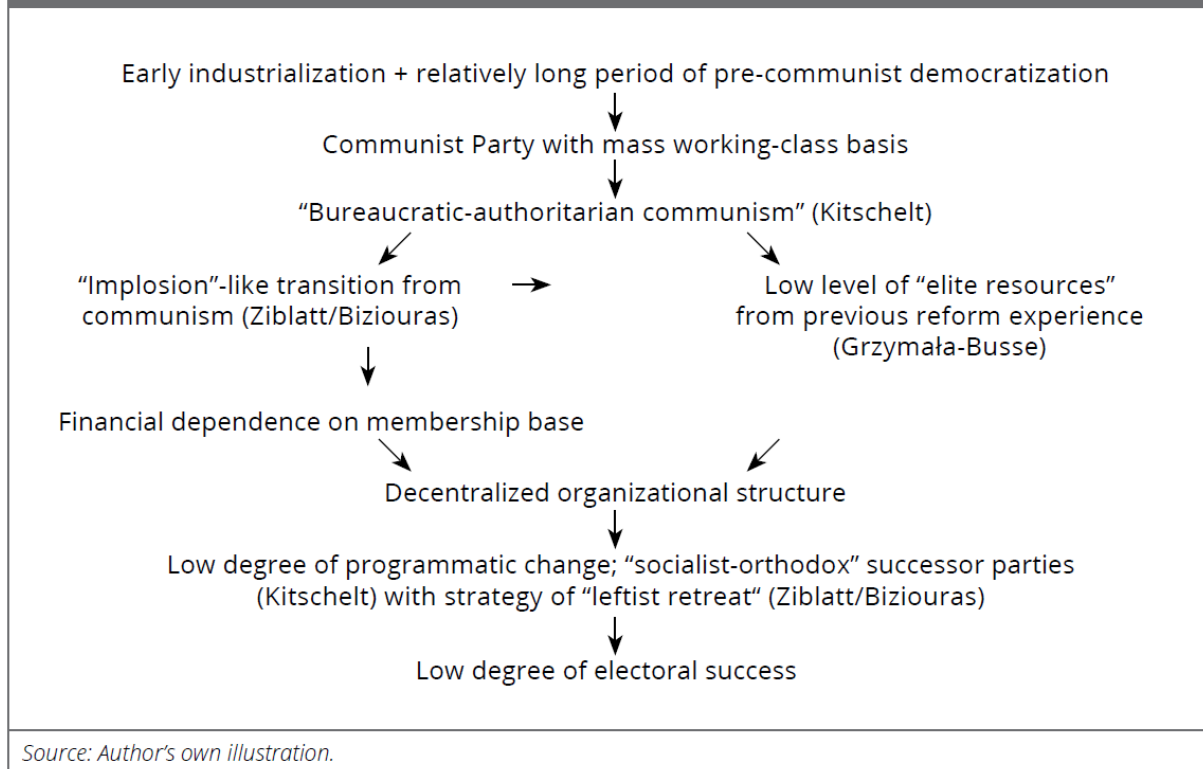 Early industrialization + relatively long period of pre-communist democratization
Communist Party with mass working-class basis
“Bureaucratic-authoritarian communism” (Kitschelt)
“Implosion”-like transition from
communism (Ziblatt/Biziouras)
Low level of “elite resources”
from previous reform experience
(Grzymała-Busse)
Financial dependence on membership base
Decentralized organizational structure
Low degree of programmatic change; “socialist-orthodox” successor parties
(Kitschelt) with strategy of “leftist retreat“ (Ziblatt/Biziouras)
Low degree of electoral success
Source: Author’s own illustration.